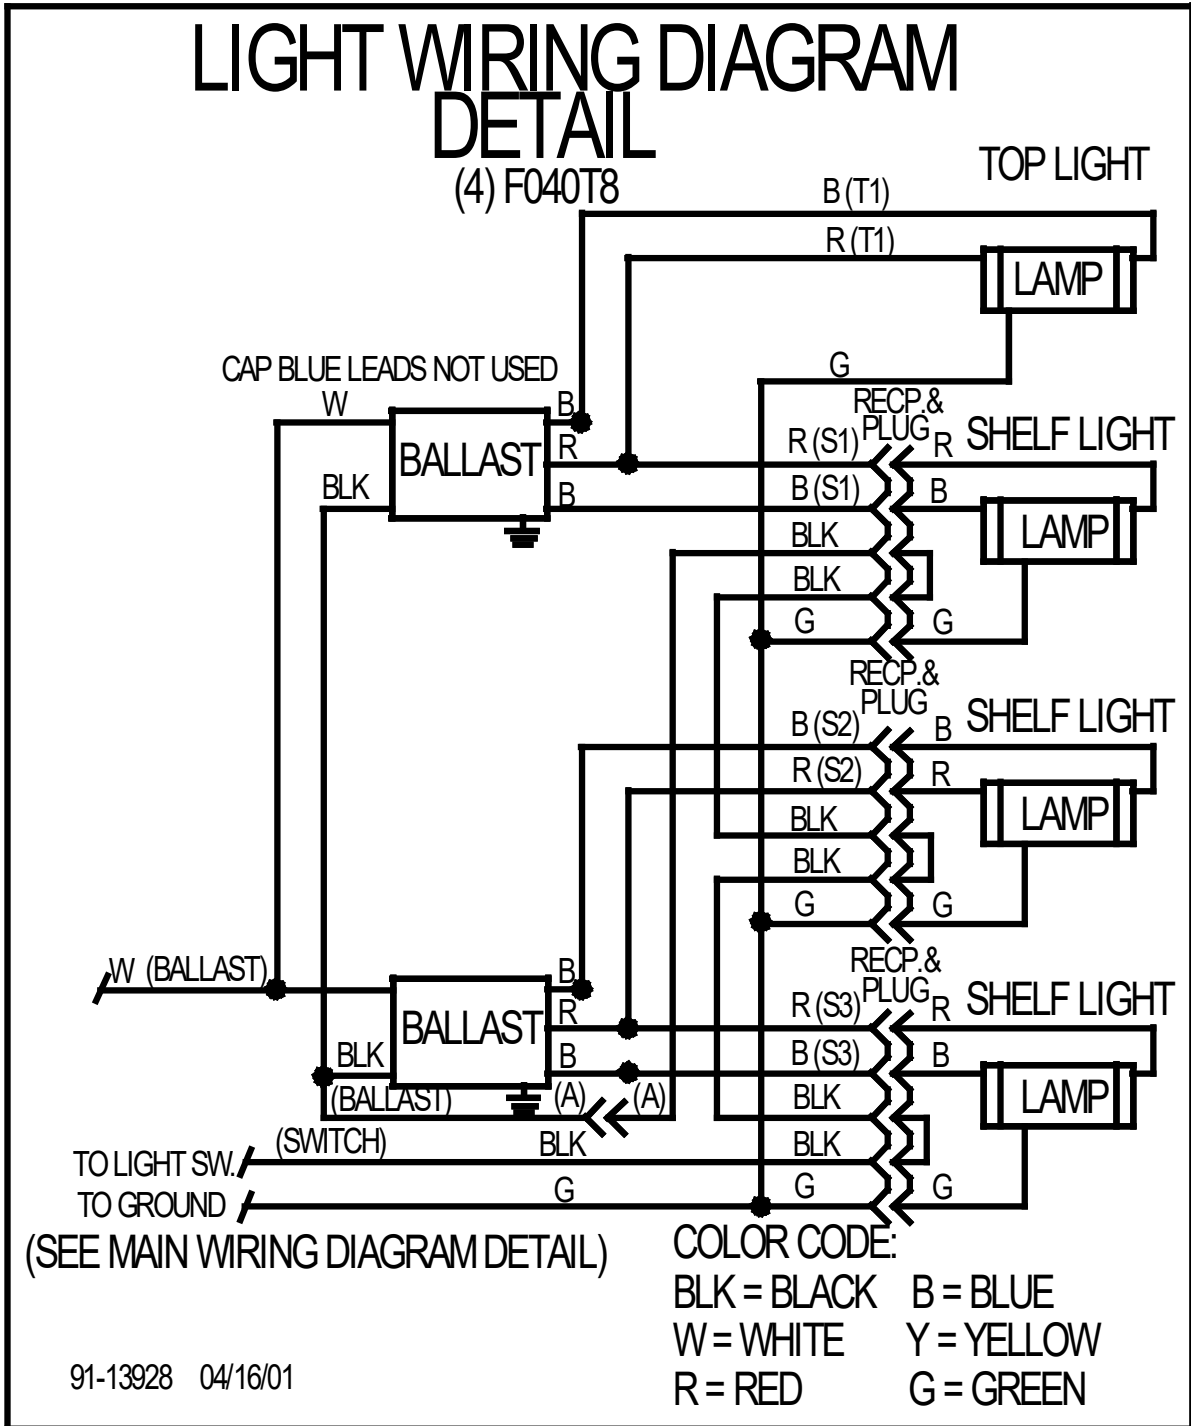 LIGHT WIRING DIAGRAM
DETAIL
(4) F040T8
TOP LIGHT
B (T1)
R (T1)
LAMP
G
CAP BLUE LEADS NOT USED
W
B
RECP.&
PLUG
SHELF LIGHT
BALLAST
R
R (S1)
R
BLK
B
B (S1)
B
LAMP
BLK
BLK
G
G
RECP.&
PLUG
SHELF LIGHT
B (S2)
B
R (S2)
R
LAMP
BLK
BLK
G
G
RECP.&
PLUG
SHELF LIGHT
W (BALLAST)
B
BALLAST
R
R (S3)
R
BLK
B
B (S3)
B
LAMP
(BALLAST)
(A)
(A)
BLK
(SWITCH)
BLK
BLK
TO LIGHT SW.
TO GROUND
G
G
G
(SEE MAIN WIRING DIAGRAM DETAIL)
COLOR CODE:
BLK = BLACK B = BLUE
W = WHITE Y = YELLOW
R = RED G = GREEN
91-13928 04/16/01